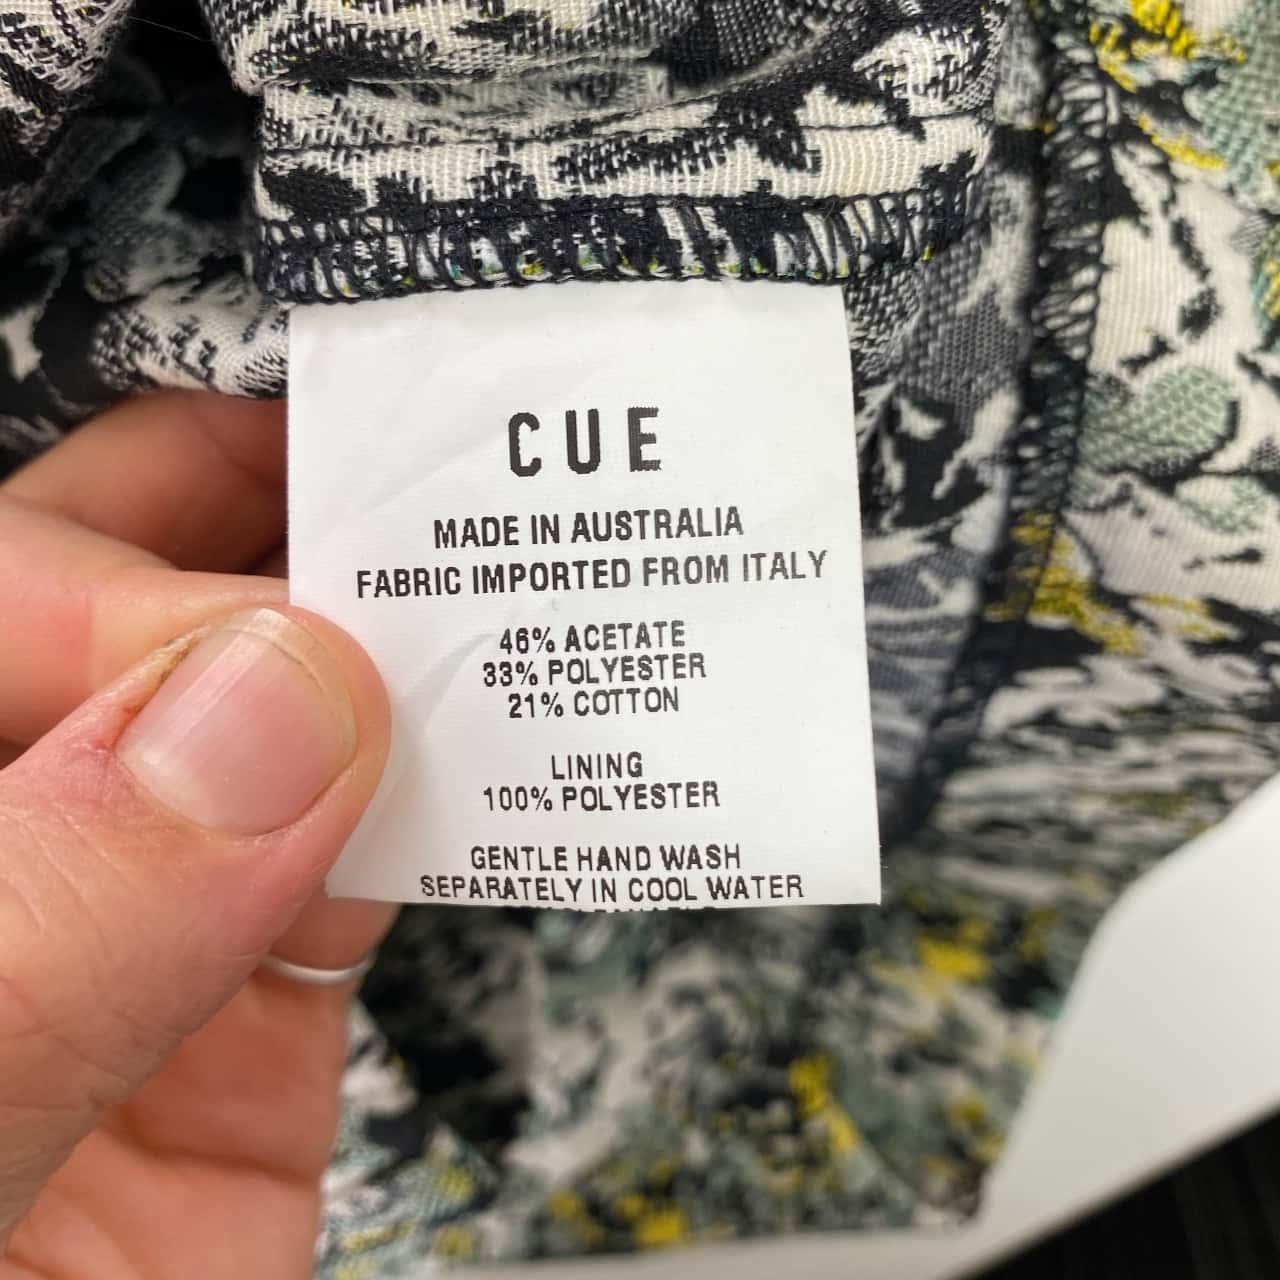 CUE
MADE IN AUSTRALIA
FABRIC IMPORTED FROM ITALY
46% ACETATE
33% POLYESTER
21% COTTON
LINING
100% POLYESTER
GENTLE HAND WASH
SEPARATELY IN COOL WATER